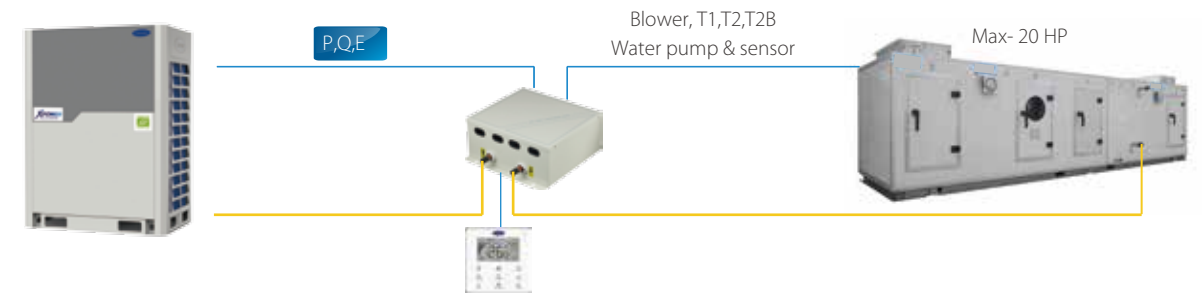 P,Q,E
Blower, T1,T2,T2B
Water pump & sensor
Max- 20 HP